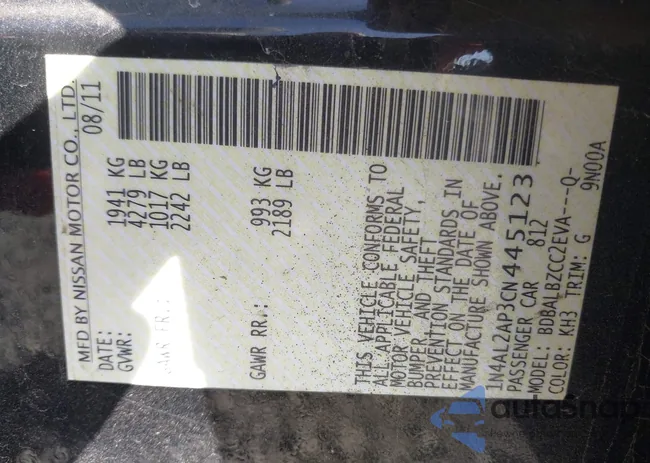 MFD BY NISSAN MOTOR CO., LTD.
DATE: 08/11
GVWR: 1941 KG
4279 LB
GAWR FR.: 1017 KG
2242 LB
GAWR RR.: 993 KG
2189 LB
THIS VEHICLE CONFORMS TO
ALL APPLICABLE FEDERAL
MOTOR VEHICLE SAFETY,
BUMPER AND THEFT
PREVENTION STANDARDS IN
EFFECT ON THE DATE OF
MANUFACTURE SHOWN ABOVE.
1N4AL2AP3CN445123
PASSENGER CAR 812
MODEL: BDBALBZCC2EVA---Q-
COLOR: KH3 TRIM: G 9N00A
autoSnap